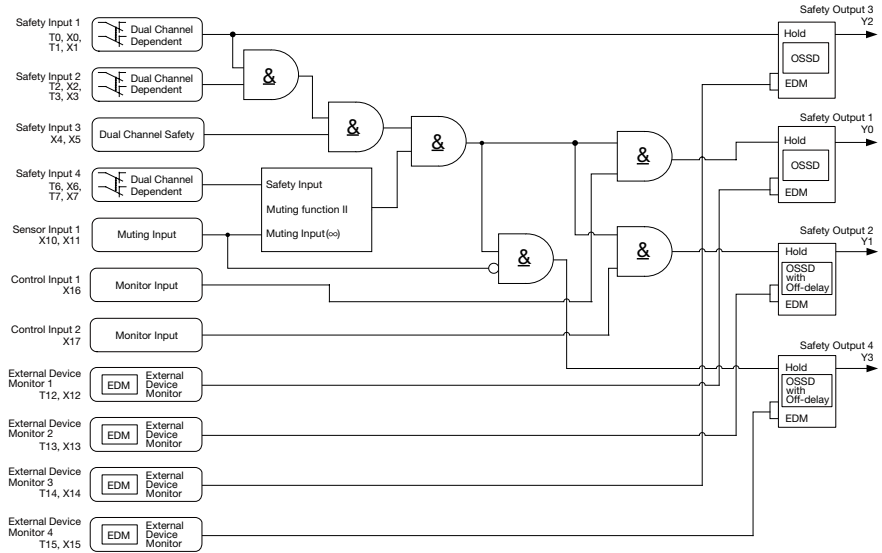 Safety Input 1
T0, X0,
T1, X1
Dual Channel
Dependent
Safety Input 2
T2, X2,
T3, X3
Dual Channel
Dependent
Safety Input 3
X4, X5
Dual Channel Safety
Safety Input 4
T6, X6,
T7, X7
Dual Channel
Dependent
Sensor Input 1
X10, X11
Muting Input
Control Input 1
X16
Monitor Input
Control Input 2
X17
Monitor Input
External Device
Monitor 1
T12, X12
EDM
External
Device
Monitor
External Device
Monitor 2
T13, X13
EDM
External
Device
Monitor
External Device
Monitor 3
T14, X14
EDM
External
Device
Monitor
External Device
Monitor 4
T15, X15
EDM
External
Device
Monitor
&
&
&
Safety Input
Muting function II
Muting Input(∞)
&
&
&
Safety Output 3
Y2
Hold
OSSD
EDM
Safety Output 1
Y0
Hold
OSSD
EDM
Safety Output 2
Y1
Hold
OSSD
with
Off-delay
EDM
Safety Output 4
Y3
Hold
OSSD
with
Off-delay
EDM